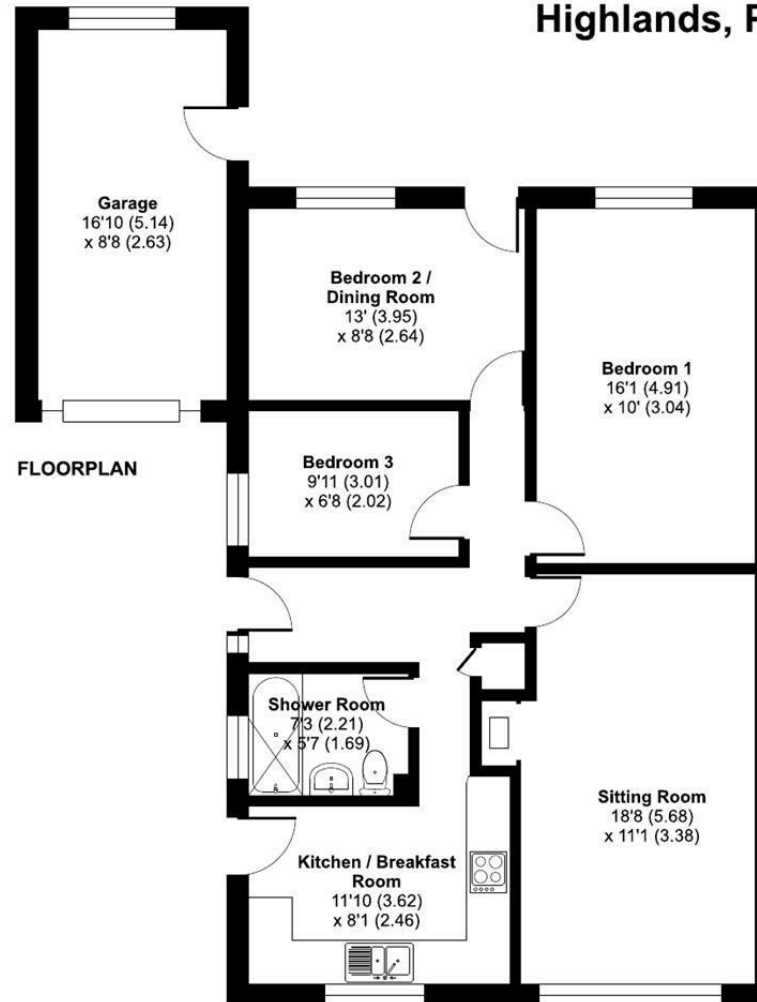 Highlands, P
Garage
16'10 (5.14)
x 8'8 (2.63)
Bedroom 2 /
Dining Room
13' (3.95)
x 8'8 (2.64)
Bedroom 1
16'1 (4.91)
x 10' (3.04)
FLOORPLAN
Bedroom 3
9'11 (3.01)
x 6'8 (2.02)
Shower Room
7'3 (2.21)
x 5'7 (1.69)
Sitting Room
18'8 (5.68)
x 11'1 (3.38)
Kitchen / Breakfast
Room
11'10 (3.62)
x 8'1 (2.46)